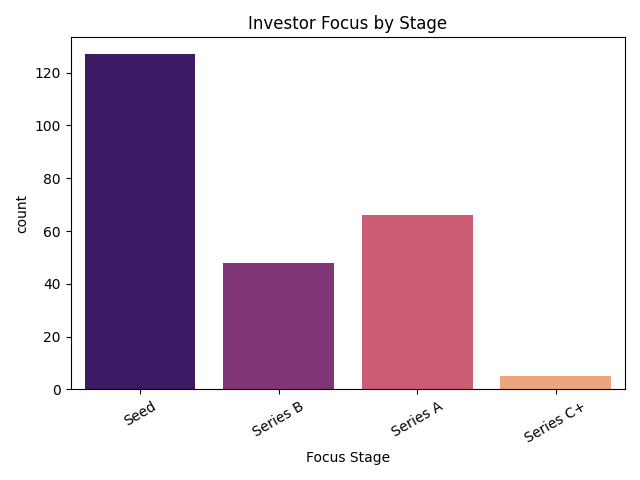 Investor Focus by Stage
count
120
100
80
60
40
20
0
Seed
Series B
Series A
Series C+
Focus Stage